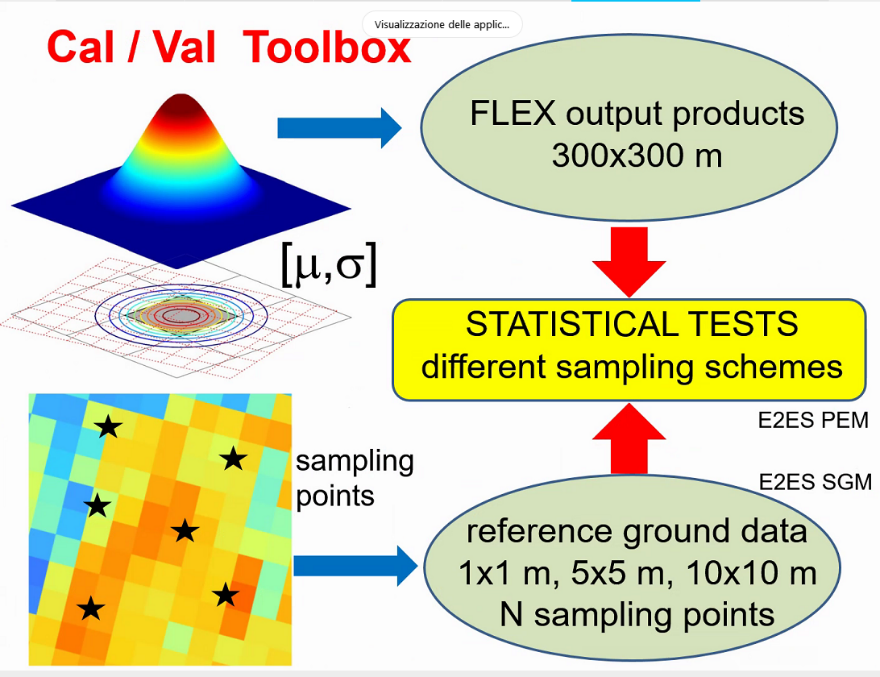 Visualizzazione delle applic...
Cal / Val Toolbox
FLEX output products
300x300 m
[μ,σ]
STATISTICAL TESTS
different sampling schemes
E2ES PEM
sampling
points
E2ES SGM
reference ground data
1x1 m, 5x5 m, 10x10 m
N sampling points